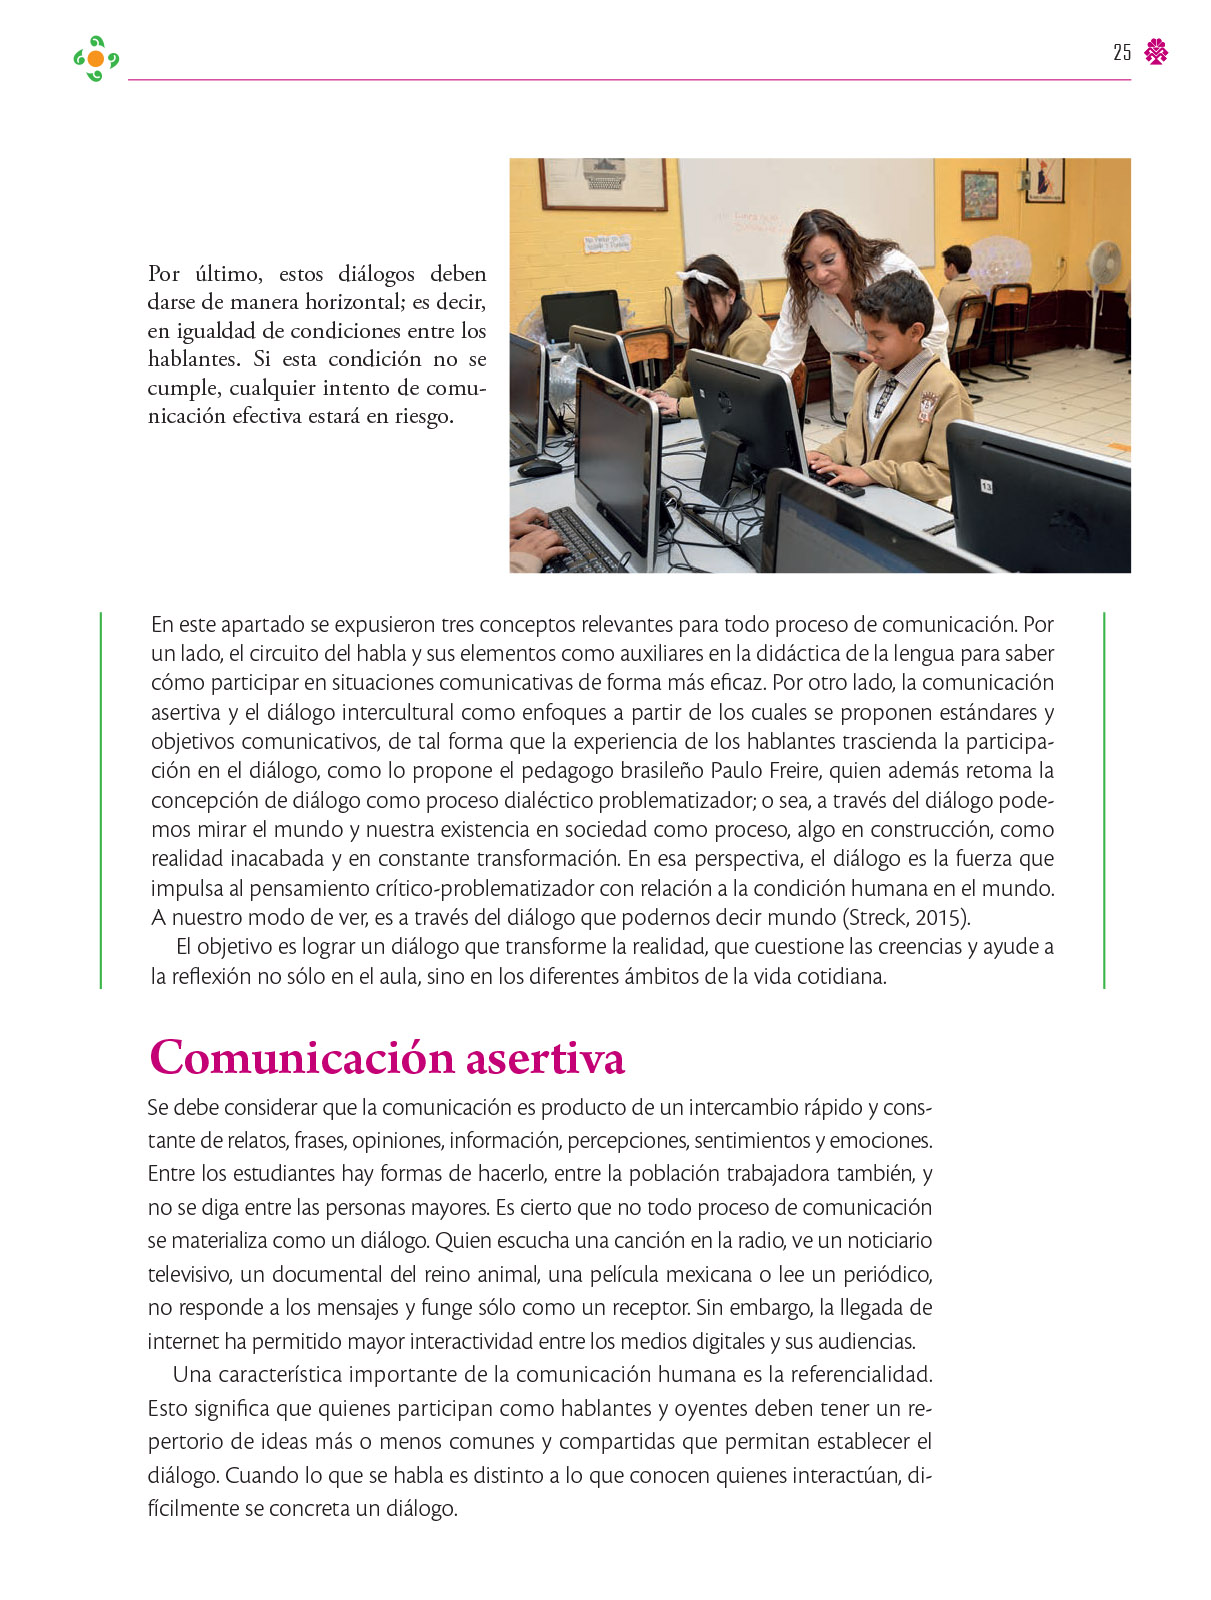 25
Por último, estos diálogos deben
darse de manera horizontal; es decir,
en igualdad de condiciones entre los
hablantes. Si esta condición no se
cumple, cualquier intento de comu-
nicación efectiva estará en riesgo.
13
En este apartado se expusieron tres conceptos relevantes para todo proceso de comunicación. Por
un lado, el circuito del habla y sus elementos como auxiliares en la didáctica de la lengua para saber
cómo participar en situaciones comunicativas de forma más eficaz. Por otro lado, la comunicación
asertiva y el diálogo intercultural como enfoques a partir de los cuales se proponen estándares y
objetivos comunicativos, de tal forma que la experiencia de los hablantes trascienda la participa-
ción en el diálogo, como lo propone el pedagogo brasileño Paulo Freire, quien además retoma la
concepción de diálogo como proceso dialéctico problematizador; o sea, a través del diálogo pode-
mos mirar el mundo y nuestra existencia en sociedad como proceso, algo en construcción, como
realidad inacabada y en constante transformación. En esa perspectiva, el diálogo es la fuerza que
impulsa al pensamiento crítico-problematizador con relación a la condición humana en el mundo.
A nuestro modo de ver, es a través del diálogo que podernos decir mundo (Streck, 2015).
El objetivo es lograr un diálogo que transforme la realidad, que cuestione las creencias y ayude a
la reflexión no sólo en el aula, sino en los diferentes ámbitos de la vida cotidiana.
Comunicación asertiva
Se debe considerar que la comunicación es producto de un intercambio rápido y cons-
tante de relatos, frases, opiniones, información, percepciones, sentimientos y emociones.
Entre los estudiantes hay formas de hacerlo, entre la población trabajadora también, y
no se diga entre las personas mayores. Es cierto que no todo proceso de comunicación
se materializa como un diálogo. Quien escucha una canción en la radio, ve un noticiario
televisivo, un documental del reino animal, una película mexicana o lee un periódico,
no responde a los mensajes y funge sólo como un receptor. Sin embargo, la llegada de
internet ha permitido mayor interactividad entre los medios digitales y sus audiencias.
Una característica importante de la comunicación humana es la referencialidad.
Esto significa que quienes participan como hablantes y oyentes deben tener un re-
pertorio de ideas más o menos comunes y compartidas que permitan establecer el
diálogo. Cuando lo que se habla es distinto a lo que conocen quienes interactúan, di-
fícilmente se concreta un diálogo.